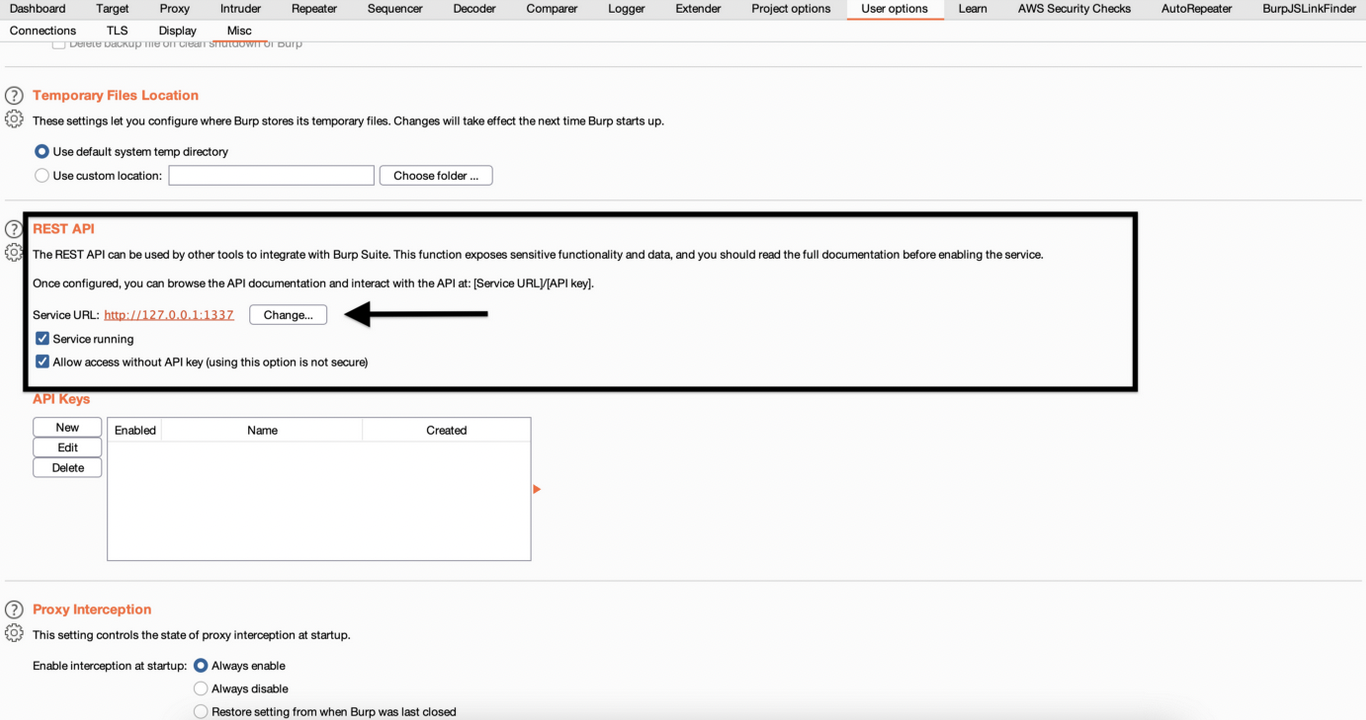 Dashboard Target Proxy Intruder Repeater Sequencer Decoder Comparer Logger Extender Project options User options Learn AWS Security Checks AutoRepeater BurpJSLinkFinder
Connections TLS Display Misc
Delete backup file on clean shutdown of Burp
? Temporary Files Location
These settings let you configure where Burp stores its temporary files. Changes will take effect the next time Burp starts up.
Use default system temp directory
Use custom location: Choose folder ...
? REST API
The REST API can be used by other tools to integrate with Burp Suite. This function exposes sensitive functionality and data, and you should read the full documentation before enabling the service.
Once configured, you can browse the API documentation and interact with the API at: [Service URL]/[API key].
Service URL: http://127.0.0.1:1337 Change...
Service running
Allow access without API key (using this option is not secure)
API Keys
New
Edit
Delete
Enabled Name Created
? Proxy Interception
This setting controls the state of proxy interception at startup.
Enable interception at startup: Always enable
Always disable
Restore setting from when Burp was last closed